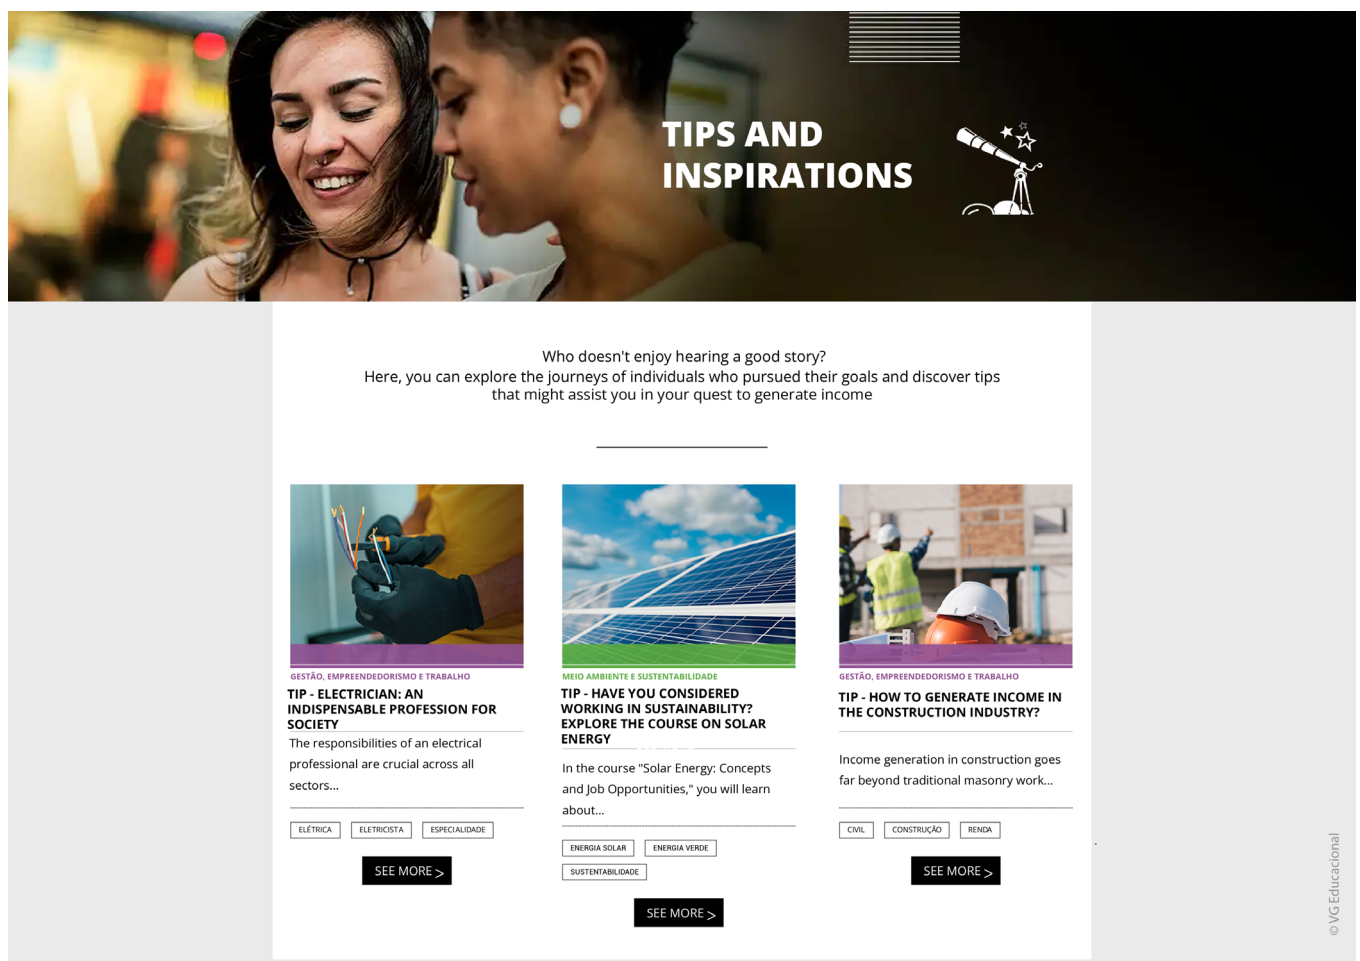 TIPS AND
INSPIRATIONS
Who doesn't enjoy hearing a good story?
Here, you can explore the journeys of individuals who pursued their goals and discover tips
that might assist you in your quest to generate income
GESTÃO, EMPREENDEDORISMO E TRABALHO
TIP - ELECTRICIAN: AN
INDISPENSABLE PROFESSION FOR
SOCIETY
The responsibilities of an electrical
professional are crucial across all
sectors...
ELÉTRICA ELETRICISTA ESPECIALIDADE
SEE MORE >
MEIO AMBIENTE E SUSTENTABILIDADE
TIP - HAVE YOU CONSIDERED
WORKING IN SUSTAINABILITY?
EXPLORE THE COURSE ON SOLAR
ENERGY
In the course "Solar Energy: Concepts
and Job Opportunities," you will learn
about...
ENERGIA SOLAR ENERGIA VERDE
SUSTENTABILIDADE
SEE MORE >
GESTÃO, EMPREENDEDORISMO E TRABALHO
TIP - HOW TO GENERATE INCOME IN
THE CONSTRUCTION INDUSTRY?
Income generation in construction goes
far beyond traditional masonry work...
CIVIL CONSTRUÇÃO RENDA
SEE MORE >
© VG Educacional